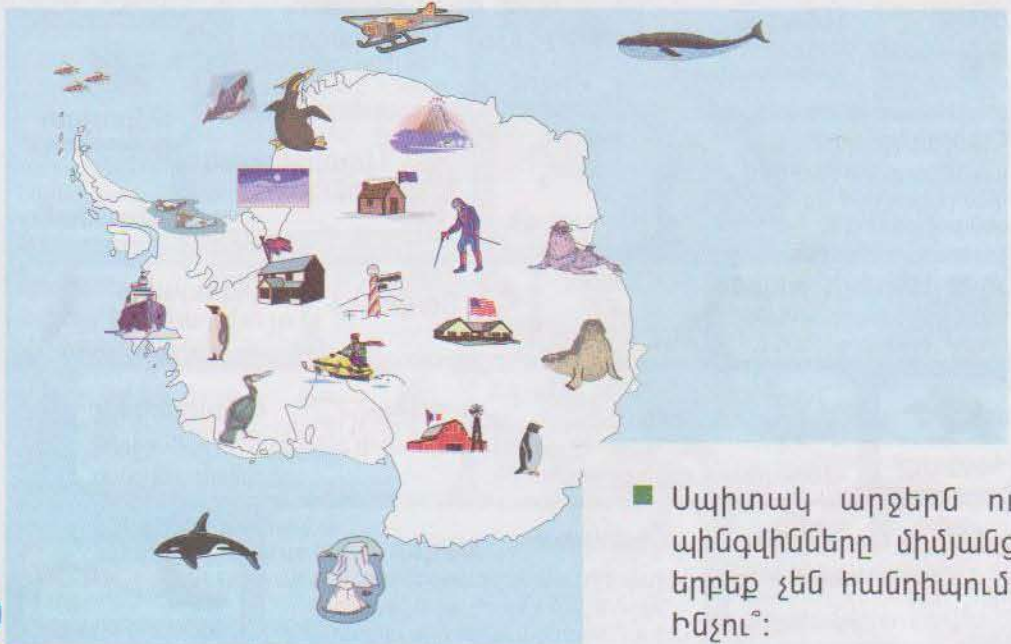 Սպիտակ արջերն ու
պինգվինները միմյանց
երբեք չեն հանդիպում
Ինչու՞: